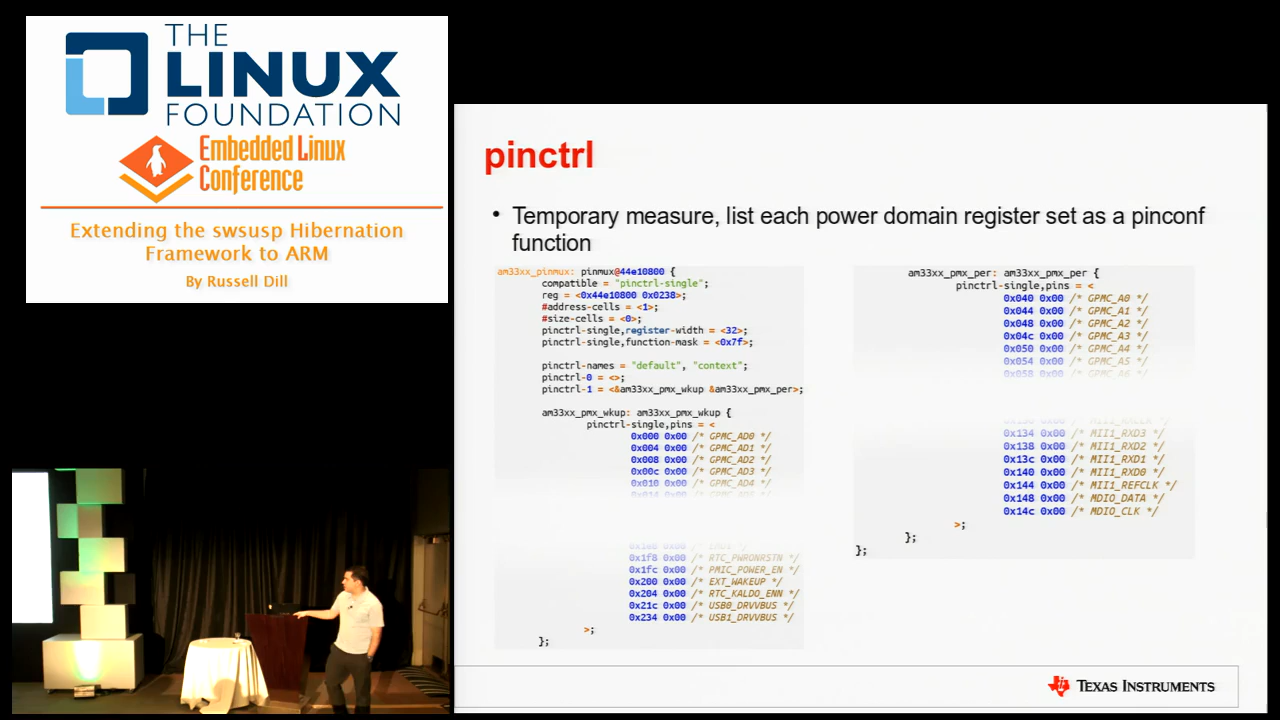 THE
LINUX
FOUNDATION
Embedded Linux
Conference
Extending the swsusp Hibernation
Framework to ARM
By Russell Dill
pinctrl
• Temporary measure, list each power domain register set as a pinconf
function
am33xx_pinmux: pinmux@44e10800 {
compatible = "pinctrl-single";
reg = <0x44e10800 0x0238>;
#address-cells = <1>;
#size-cells = <0>;
pinctrl-single,register-width = <32>;
pinctrl-single,function-mask = <0x7f>;
pinctrl-names = "default", "context";
pinctrl-0 = <>;
pinctrl-1 = <&am33xx_pmx_wkup &am33xx_pmx_per>;
am33xx_pmx_wkup: am33xx_pmx_wkup {
pinctrl-single,pins = <
0x000 0x00 /* GPMC_AD0 */
0x004 0x00 /* GPMC_AD1 */
0x008 0x00 /* GPMC_AD2 */
0x00c 0x00 /* GPMC_AD3 */
0x010 0x00 /* GPMC_AD4 */
0x1f8 0x00 /* RTC_PWRONRSTN */
0x1fc 0x00 /* PMIC_POWER_EN */
0x200 0x00 /* EXT_WAKEUP */
0x204 0x00 /* RTC_KALDO_ENN */
0x21c 0x00 /* USB0_DRVVBUS */
0x234 0x00 /* USB1_DRVVBUS */
>;
};
am33xx_pmx_per: am33xx_pmx_per {
pinctrl-single,pins = <
0x040 0x00 /* GPMC_A0 */
0x044 0x00 /* GPMC_A1 */
0x048 0x00 /* GPMC_A2 */
0x04c 0x00 /* GPMC_A3 */
0x050 0x00 /* GPMC_A4 */
0x054 0x00 /* GPMC_A5 */
0x058 0x00 /* GPMC_A6 */
0x134 0x00 /* MII1_RXD3 */
0x138 0x00 /* MII1_RXD2 */
0x13c 0x00 /* MII1_RXD1 */
0x140 0x00 /* MII1_RXD0 */
0x144 0x00 /* MII1_REFCLK */
0x148 0x00 /* MDIO_DATA */
0x14c 0x00 /* MDIO_CLK */
>;
};
};
TEXAS INSTRUMENTS